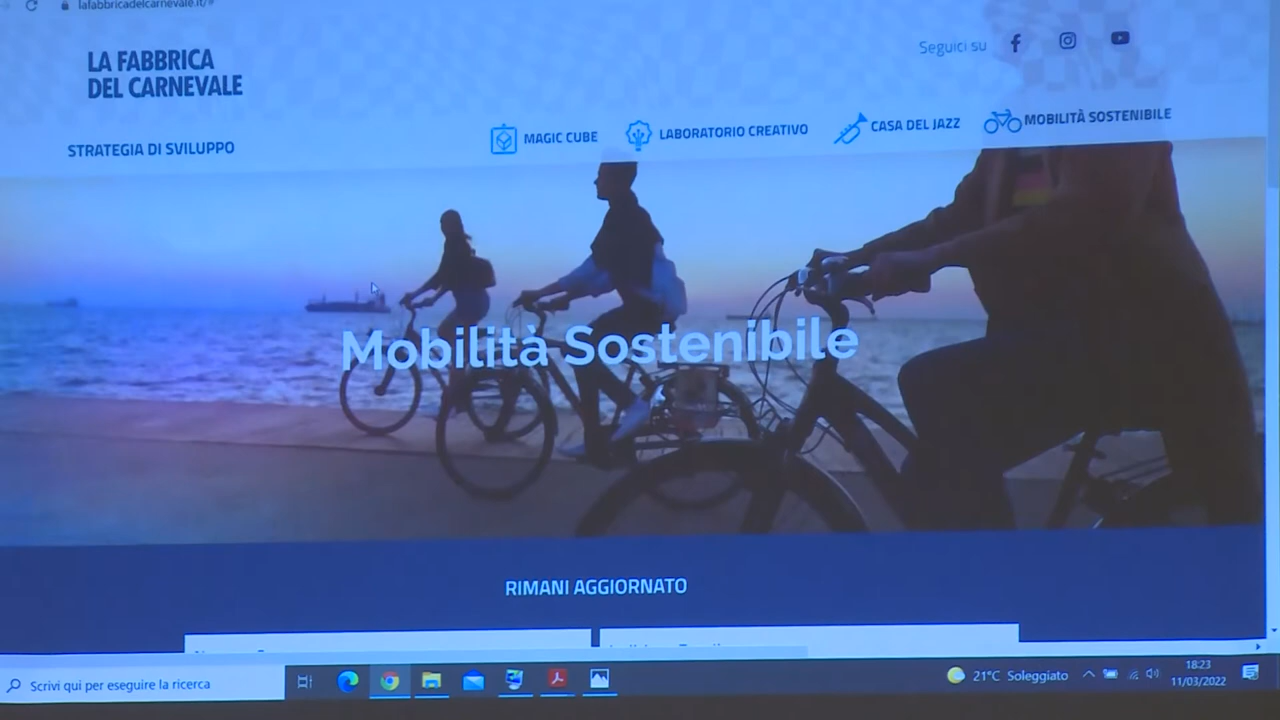 lafabbricadelcarnevale.it/#
LA FABBRICA
DEL CARNEVALE
Seguici su
STRATEGIA DI SVILUPPO
MAGIC CUBE
LABORATORIO CREATIVO
CASA DEL JAZZ
MOBILITÀ SOSTENIBILE
Mobilità Sostenibile
RIMANI AGGIORNATO
Scrivi qui per eseguire la ricerca
21°C Soleggiato
18:23
11/03/2022